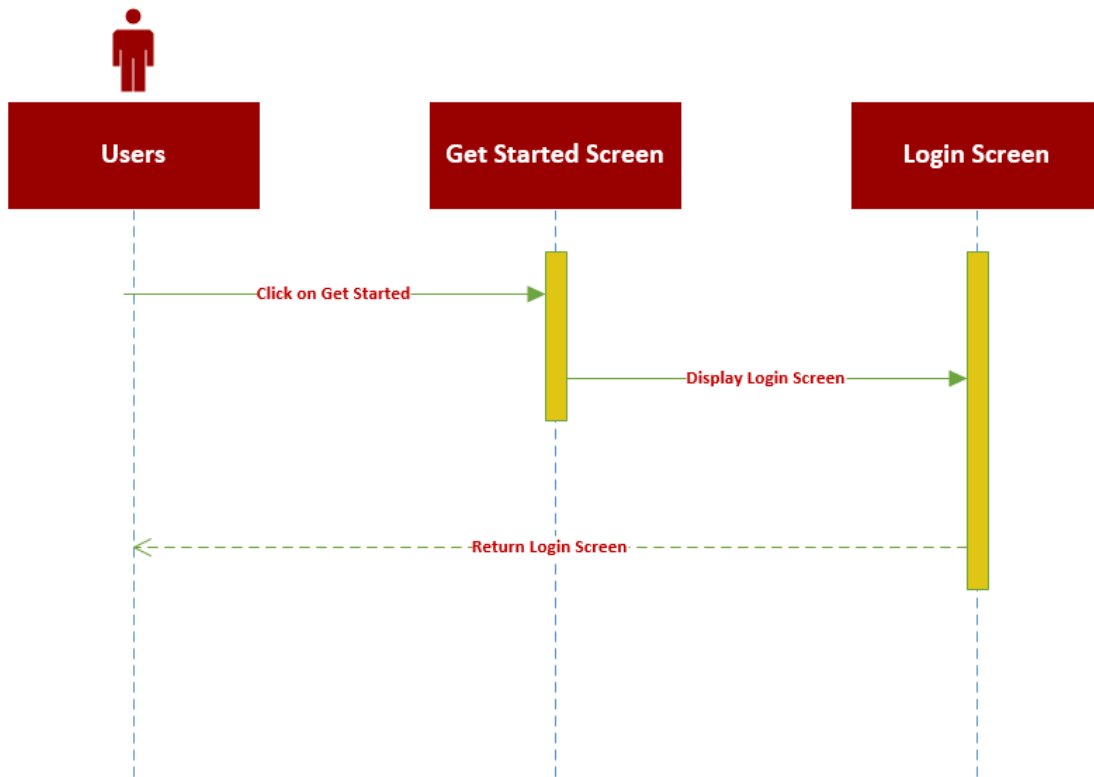 Users
Get Started Screen
Login Screen
Click on Get Started
Display Login Screen
Return Login Screen